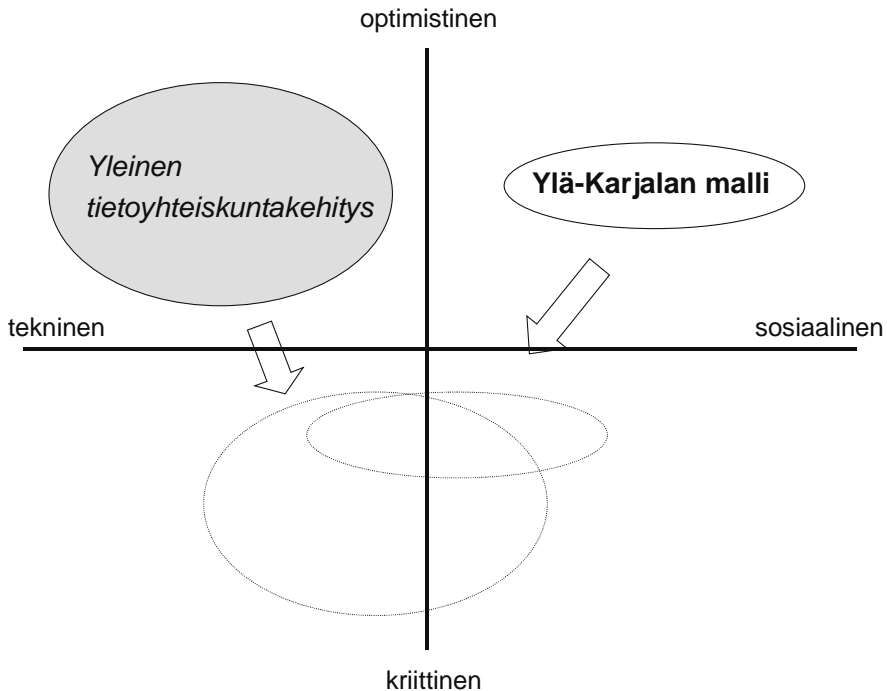 optimistinen
Yleinen
tietoyhteiskuntakehitys
Ylä-Karjalan malli
tekninen
sosiaalinen
kriittinen